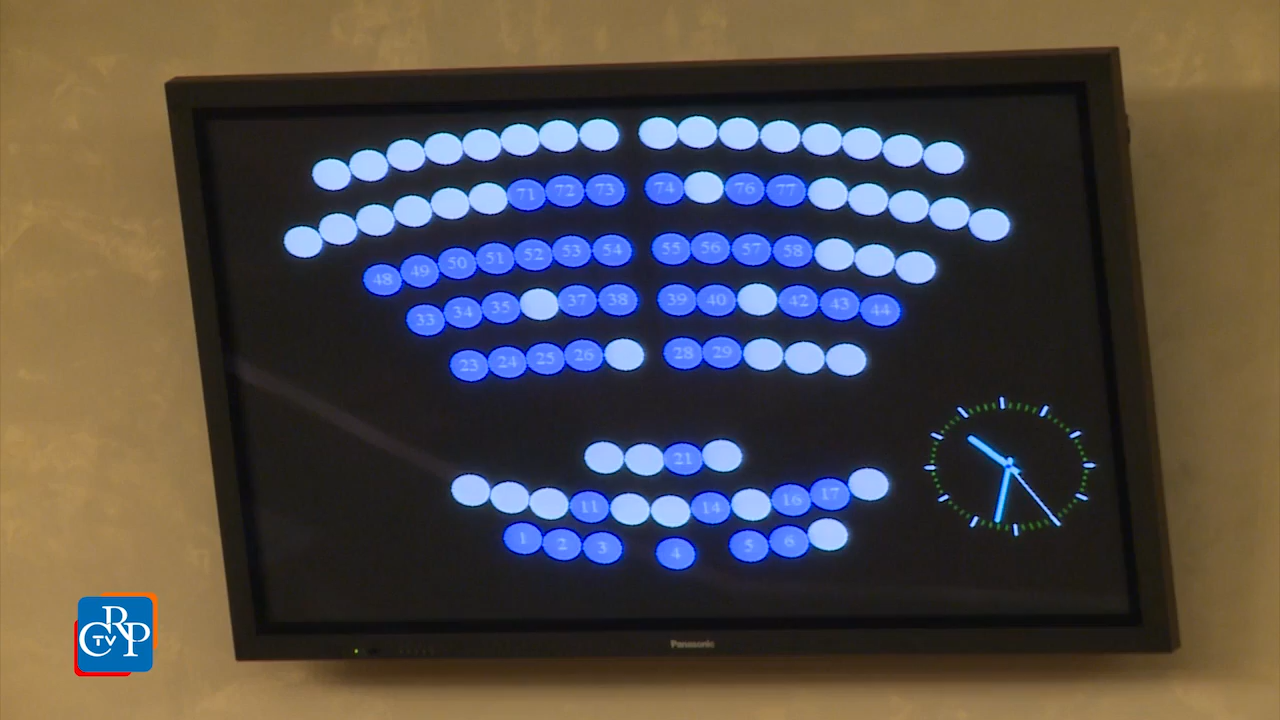 71 72 73 74 76 77
48 49 50 51 52 53 54 55 56 57 58
33 34 35 37 38 39 40 42 43 44
23 24 25 26 28 29
21
11 14 16 17
1 2 3 4 5 6
Panasonic
CRP TV